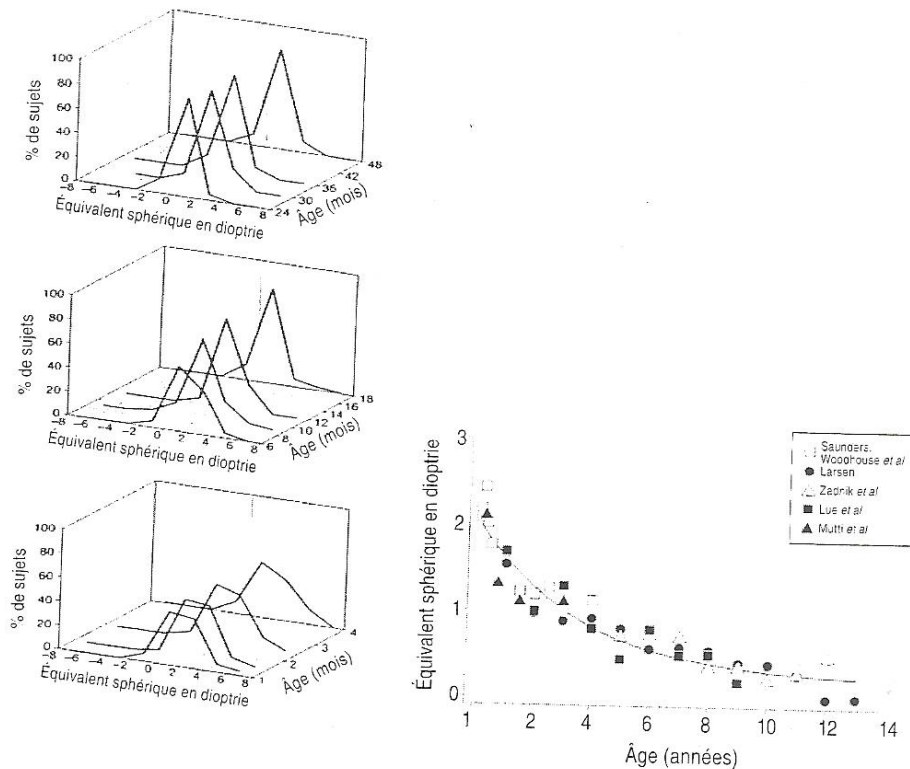 100
80
60
40
20
0
% de sujets
−8 −6 −4 −2 0 2 4 6 8
Équivalent sphérique en dioptrie
24 30 36 42 48
Âge (mois)
100
80
60
40
20
0
% de sujets
−8 −6 −4 −2 0 2 4 6 8
Équivalent sphérique en dioptrie
6 8 10 12 14 16 18
Âge (mois)
100
80
60
40
20
0
% de sujets
−8 −6 −4 −2 0 2 4 6 8
Équivalent sphérique en dioptrie
1 2 3 4
Âge (mois)
3
2
1
0
Équivalent sphérique en dioptrie
1 2 4 6 8 10 12 14
Âge (années)
Saunders,
Woodhouse et al
Larsen
Zadnik et al
Lue et al
Mutti et al